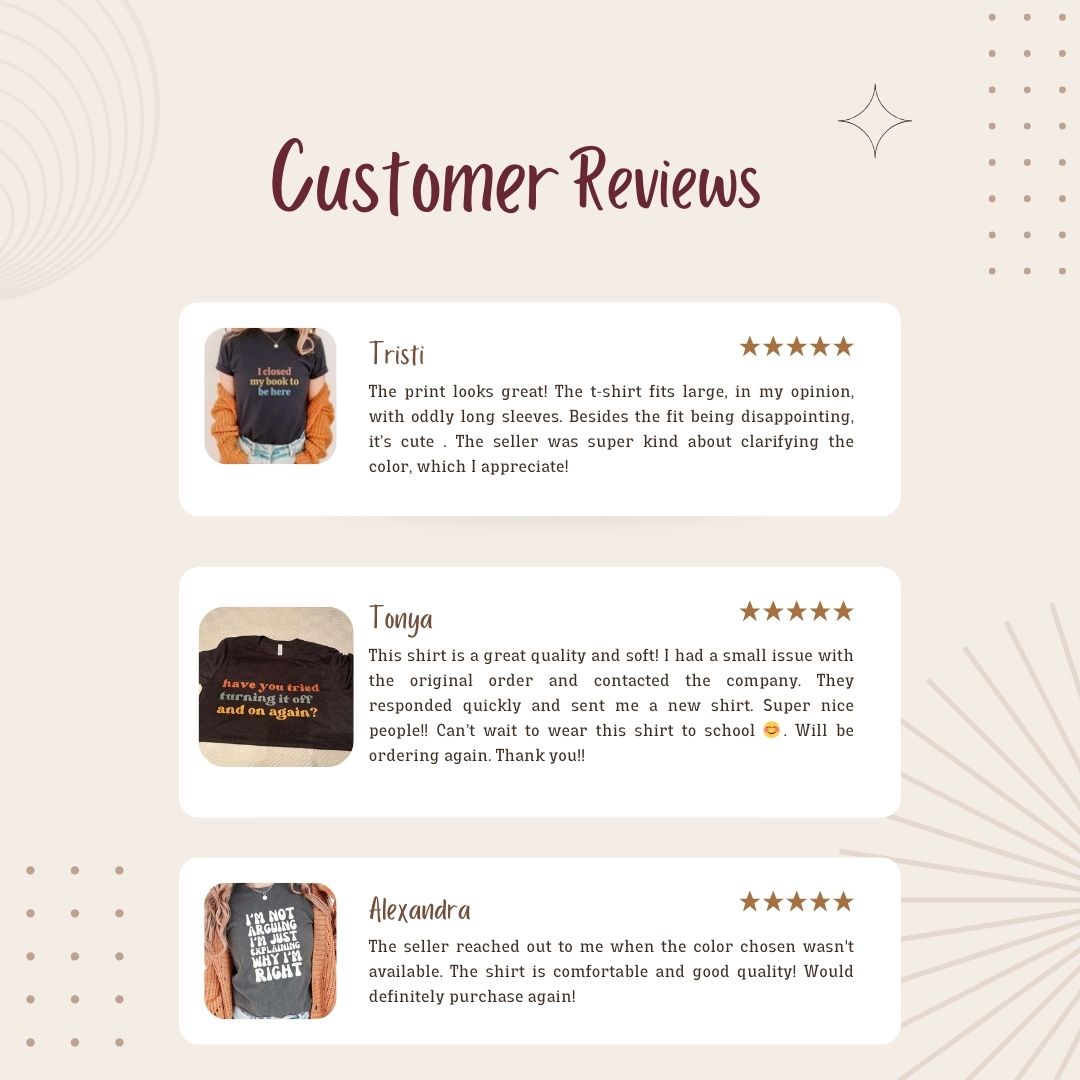 Customer Reviews
I closed
my book to
be here
Tristi
The print looks great! The t-shirt fits large, in my opinion,
with oddly long sleeves. Besides the fit being disappointing,
it's cute . The seller was super kind about clarifying the
color, which I appreciate!
have you tried
turning it off
and on again?
Tonya
This shirt is a great quality and soft! I had a small issue with
the original order and contacted the company. They
responded quickly and sent me a new shirt. Super nice
people!! Can't wait to wear this shirt to school 😊. Will be
ordering again. Thank you!!
I'M NOT
ARGUING
I'M JUST
EXPLAINING
WHY I'M
RIGHT
Alexandra
The seller reached out to me when the color chosen wasn't
available. The shirt is comfortable and good quality! Would
definitely purchase again!